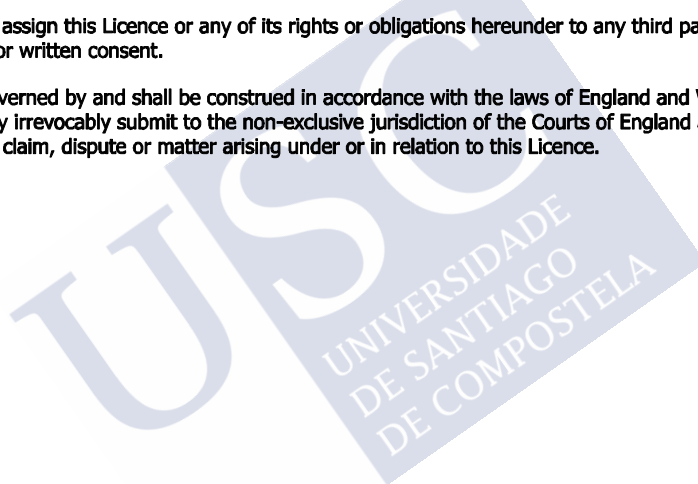 assign this Licence or any of its rights or obligations hereunder to any third pa
or written consent.
verned by and shall be construed in accordance with the laws of England and
y irrevocably submit to the non-exclusive jurisdiction of the Courts of England
claim, dispute or matter arising under or in relation to this Licence.
USC
UNIVERSIDADE
DE SANTIAGO
DE COMPOSTELA